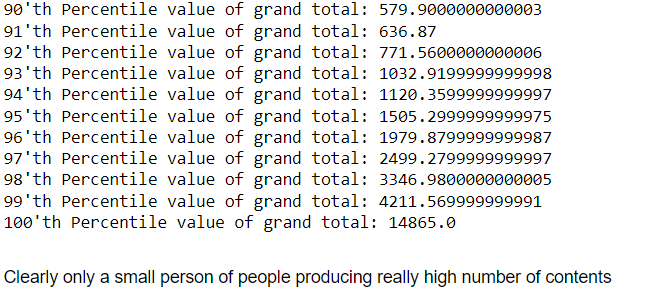 90'th Percentile value of grand total: 579.9000000000003
91'th Percentile value of grand total: 636.87
92'th Percentile value of grand total: 771.5600000000006
93'th Percentile value of grand total: 1032.9199999999998
94'th Percentile value of grand total: 1120.3599999999997
95'th Percentile value of grand total: 1505.2999999999975
96'th Percentile value of grand total: 1979.8799999999987
97'th Percentile value of grand total: 2499.2799999999997
98'th Percentile value of grand total: 3346.9800000000005
99'th Percentile value of grand total: 4211.569999999991
100'th Percentile value of grand total: 14865.0
Clearly only a small person of people producing really high number of contents